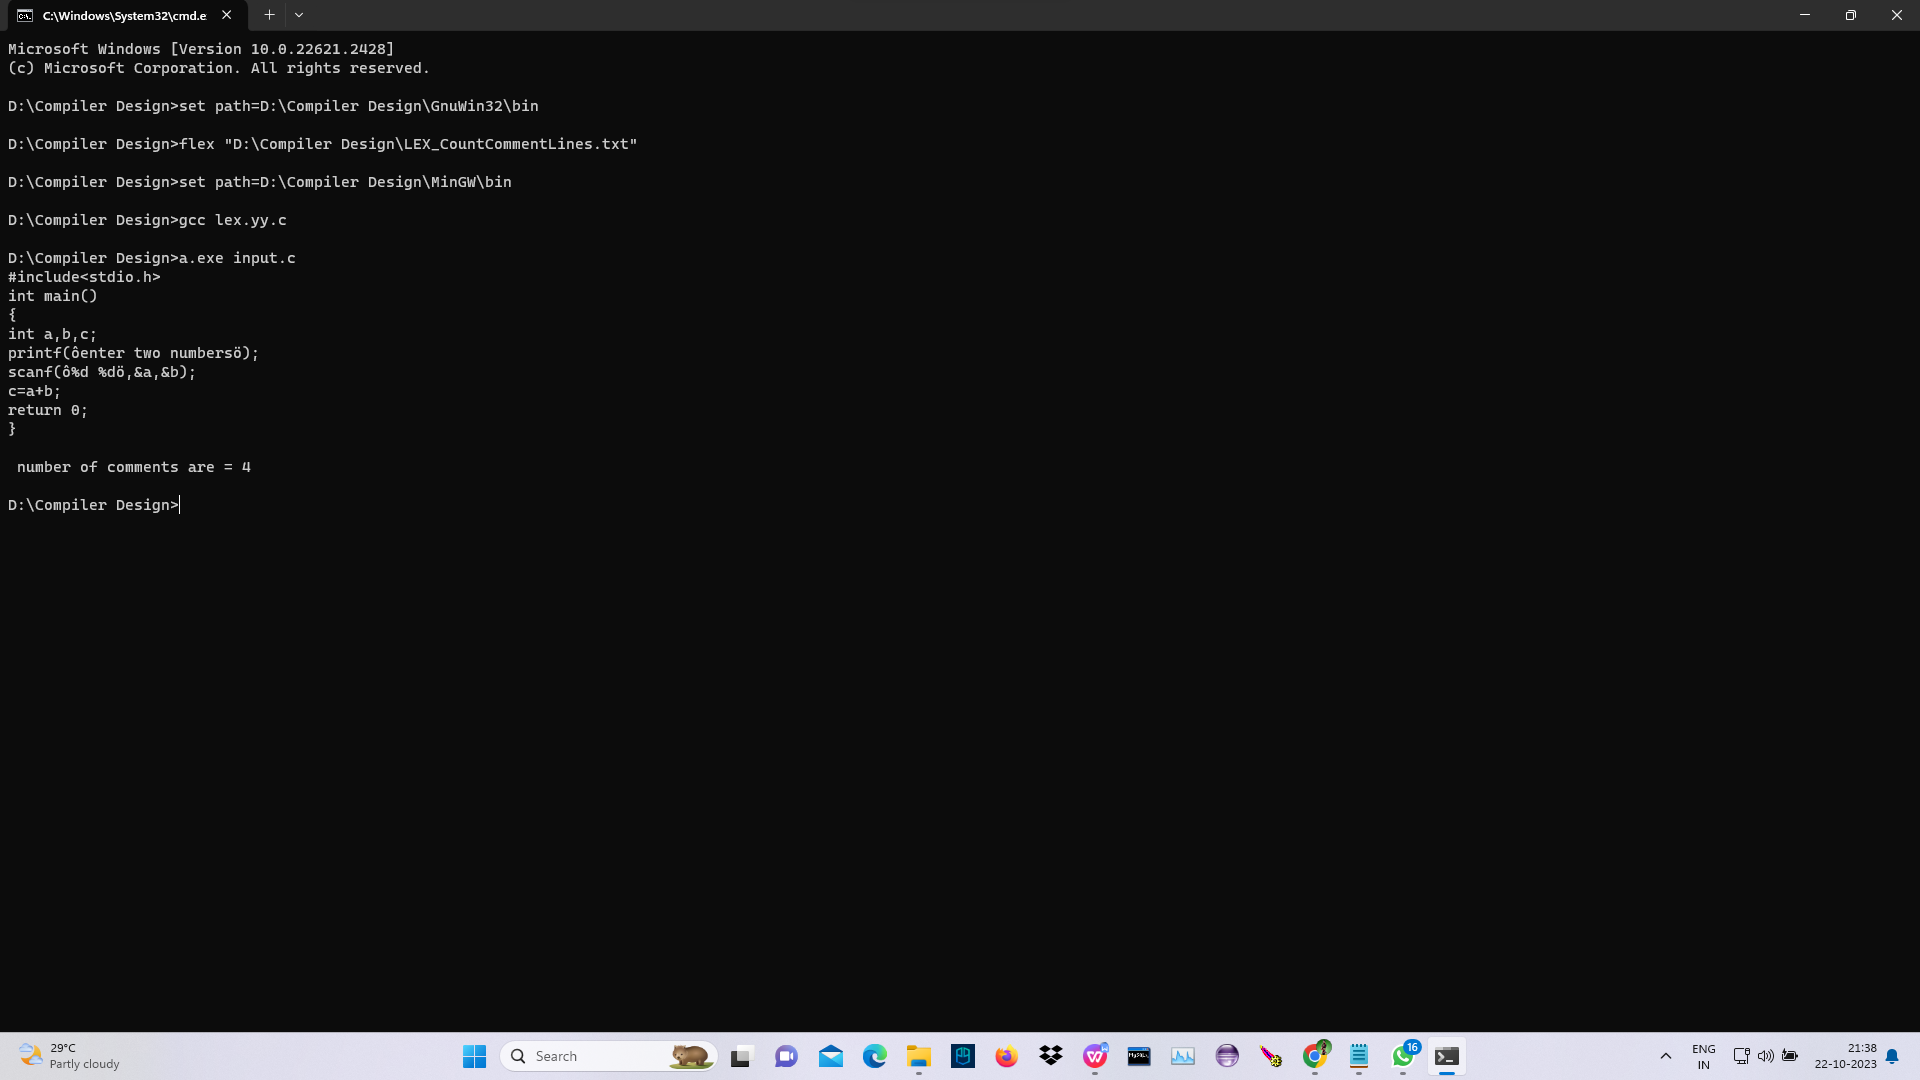 C:\Windows\System32\cmd.e
Microsoft Windows [Version 10.0.22621.2428]
(c) Microsoft Corporation. All rights reserved.
D:\Compiler Design>set path=D:\Compiler Design\GnuWin32\bin
D:\Compiler Design>flex "D:\Compiler Design\LEX_CountCommentLines.txt"
D:\Compiler Design>set path=D:\Compiler Design\MinGW\bin
D:\Compiler Design>gcc lex.yy.c
D:\Compiler Design>a.exe input.c
#include<stdio.h>
int main()
{
int a,b,c;
printf(ôenter two numbersö);
scanf(ô%d %dö,&a,&b);
c=a+b;
return 0;
}
 number of comments are = 4
D:\Compiler Design>
29°C
Partly cloudy
Search
16
ENG
IN
21:38
22-10-2023